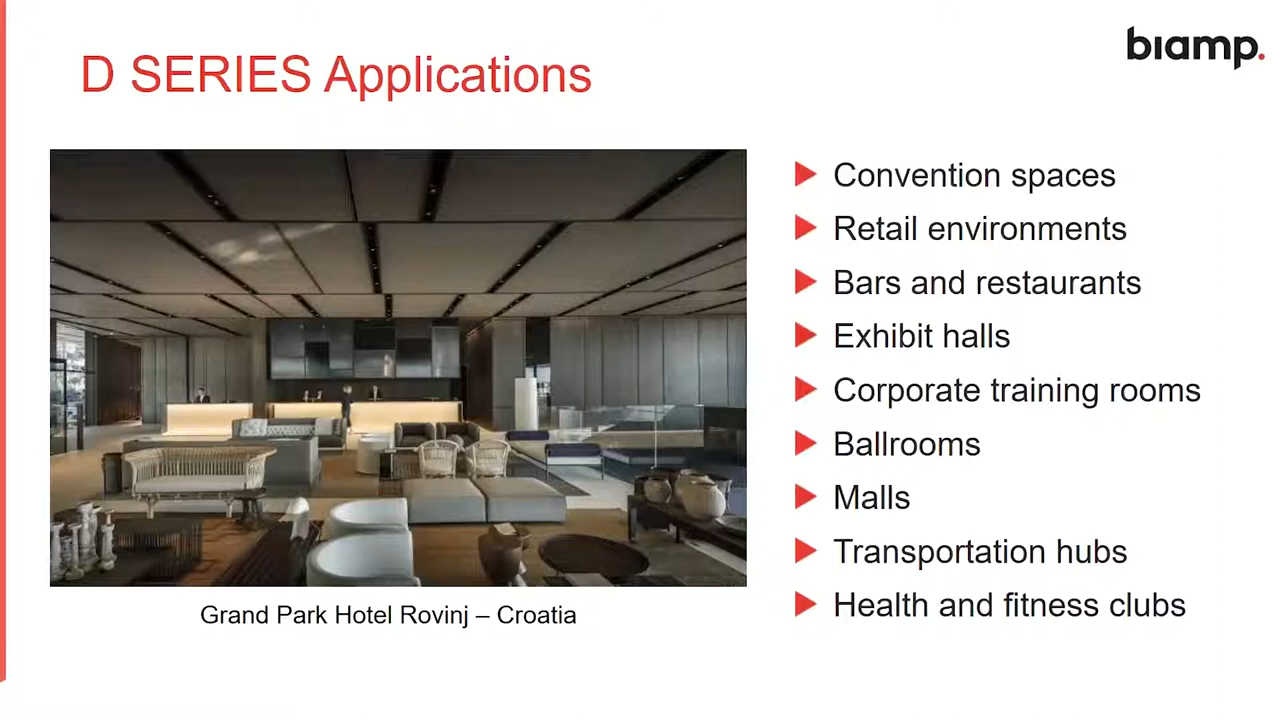 D SERIES Applications
biamp.
Convention spaces
Retail environments
Bars and restaurants
Exhibit halls
Corporate training rooms
Ballrooms
Malls
Transportation hubs
Health and fitness clubs
Grand Park Hotel Rovinj – Croatia